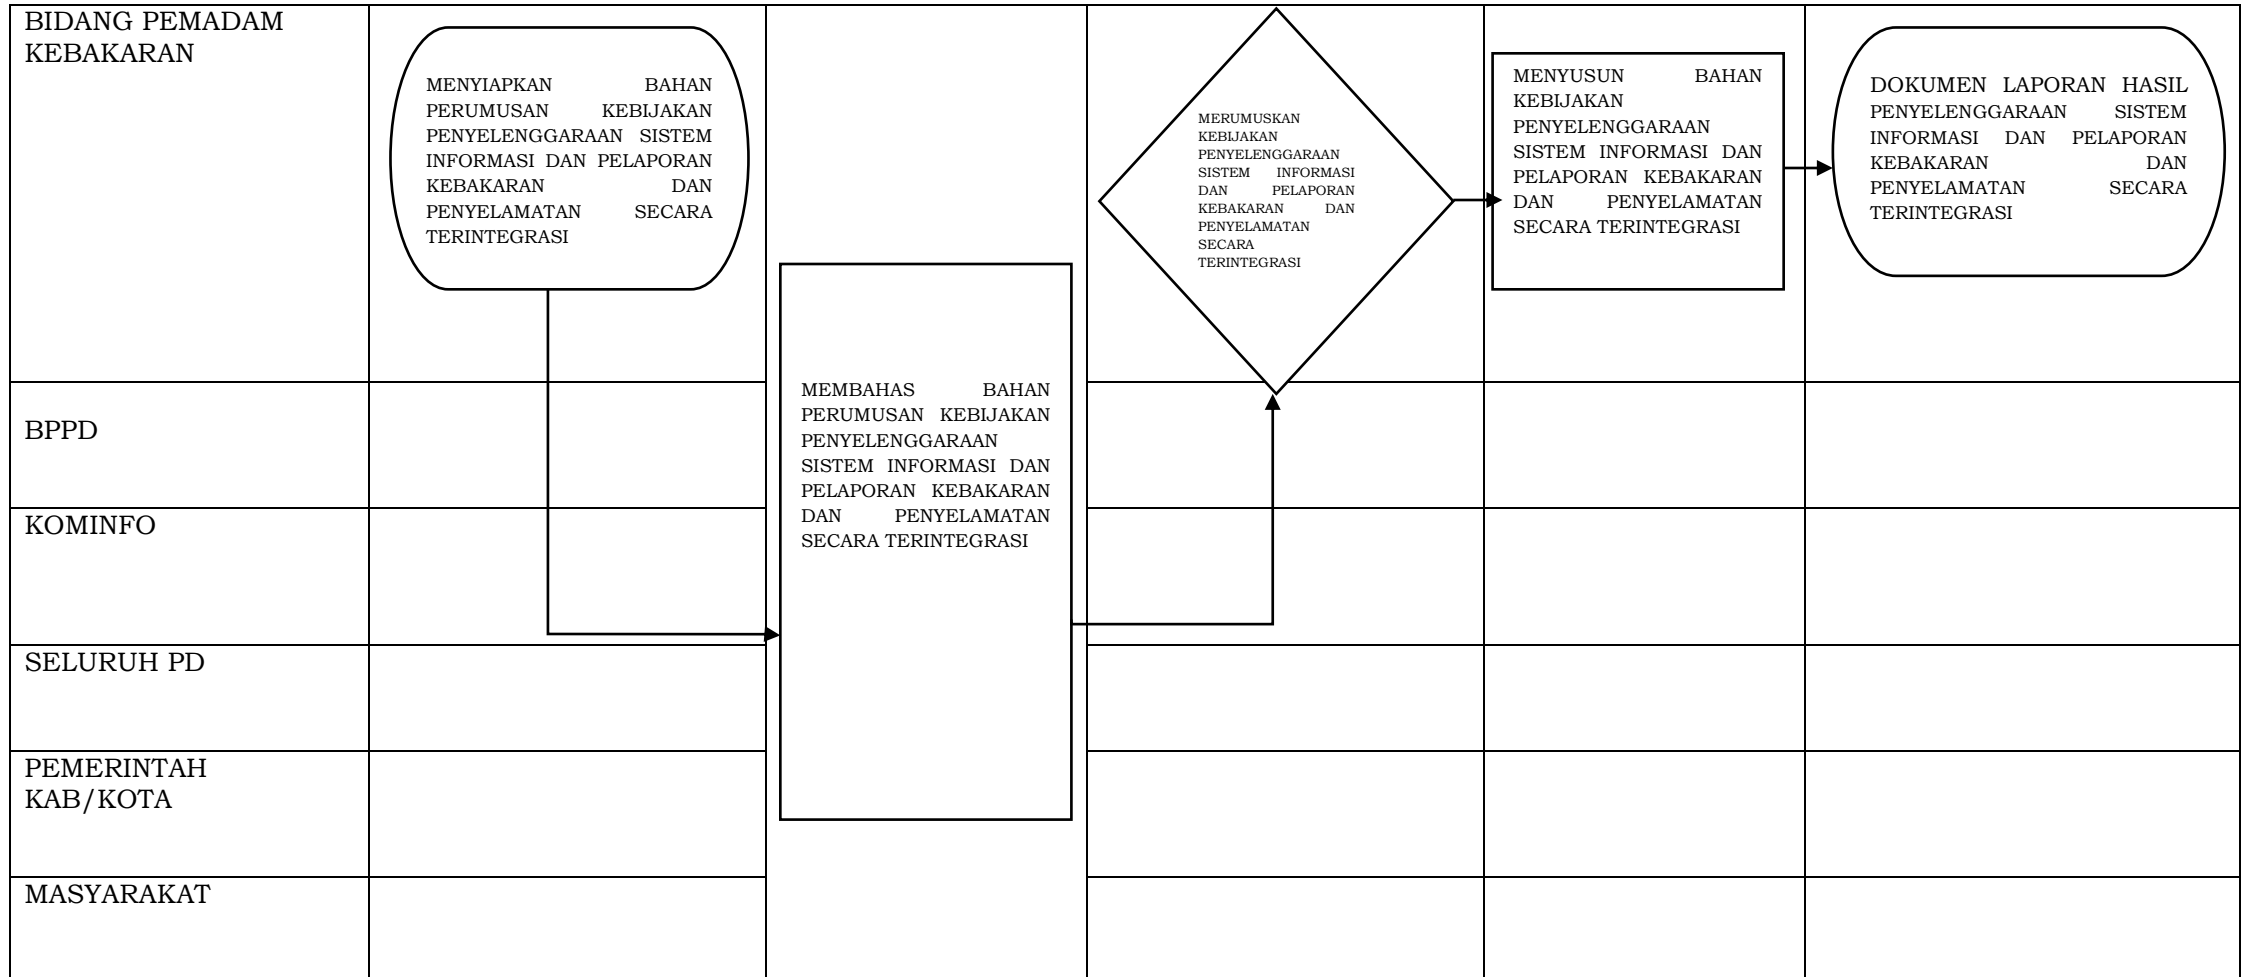 BIDANG PEMADAM
KEBAKARAN
MENYIAPKAN BAHAN
PERUMUSAN KEBIJAKAN
PENYELENGGARAAN SISTEM
INFORMASI DAN PELAPORAN
KEBAKARAN DAN
PENYELAMATAN SECARA
TERINTEGRASI
MERUMUSKAN
KEBIJAKAN
PENYELENGGARAAN
SISTEM INFORMASI
DAN PELAPORAN
KEBAKARAN DAN
PENYELAMATAN
SECARA
TERINTEGRASI
MENYUSUN BAHAN
KEBIJAKAN
PENYELENGGARAAN
SISTEM INFORMASI DAN
PELAPORAN KEBAKARAN
DAN PENYELAMATAN
SECARA TERINTEGRASI
DOKUMEN LAPORAN HASIL
PENYELENGGARAAN SISTEM
INFORMASI DAN PELAPORAN
KEBAKARAN DAN
PENYELAMATAN SECARA
TERINTEGRASI
MEMBAHAS BAHAN
PERUMUSAN KEBIJAKAN
PENYELENGGARAAN
SISTEM INFORMASI DAN
PELAPORAN KEBAKARAN
DAN PENYELAMATAN
SECARA TERINTEGRASI
BPPD
KOMINFO
SELURUH PD
PEMERINTAH
KAB/KOTA
MASYARAKAT